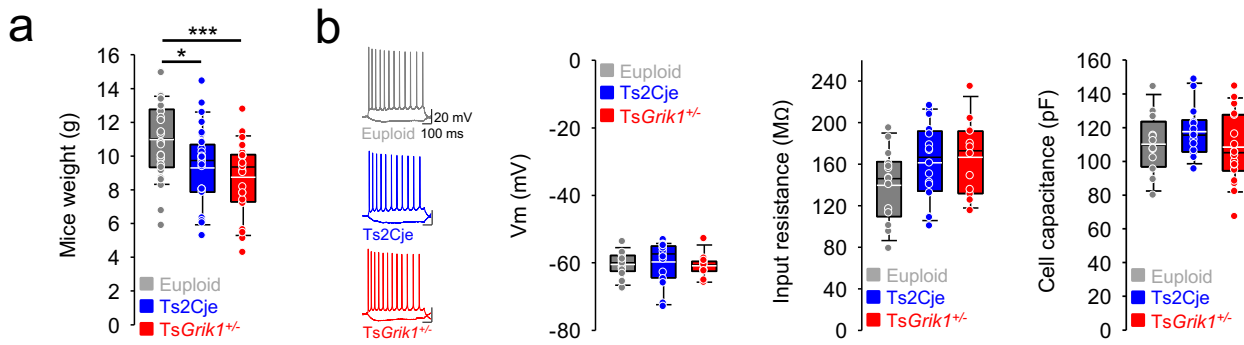 a
Mice weight (g)
16
14
12
10
8
6
4
2
0
***
*
Euploid
Ts2Cje
TsGrik1+/-
b
20 mV
100 ms
Euploid
Ts2Cje
TsGrik1+/-
Vm (mV)
0
-20
-40
-60
-80
Euploid
Ts2Cje
TsGrik1+/-
Input resistance (MΩ)
240
200
160
120
80
40
0
Euploid
Ts2Cje
TsGrik1+/-
Cell capacitance (pF)
160
140
120
100
80
60
40
20
0
Euploid
Ts2Cje
TsGrik1+/-